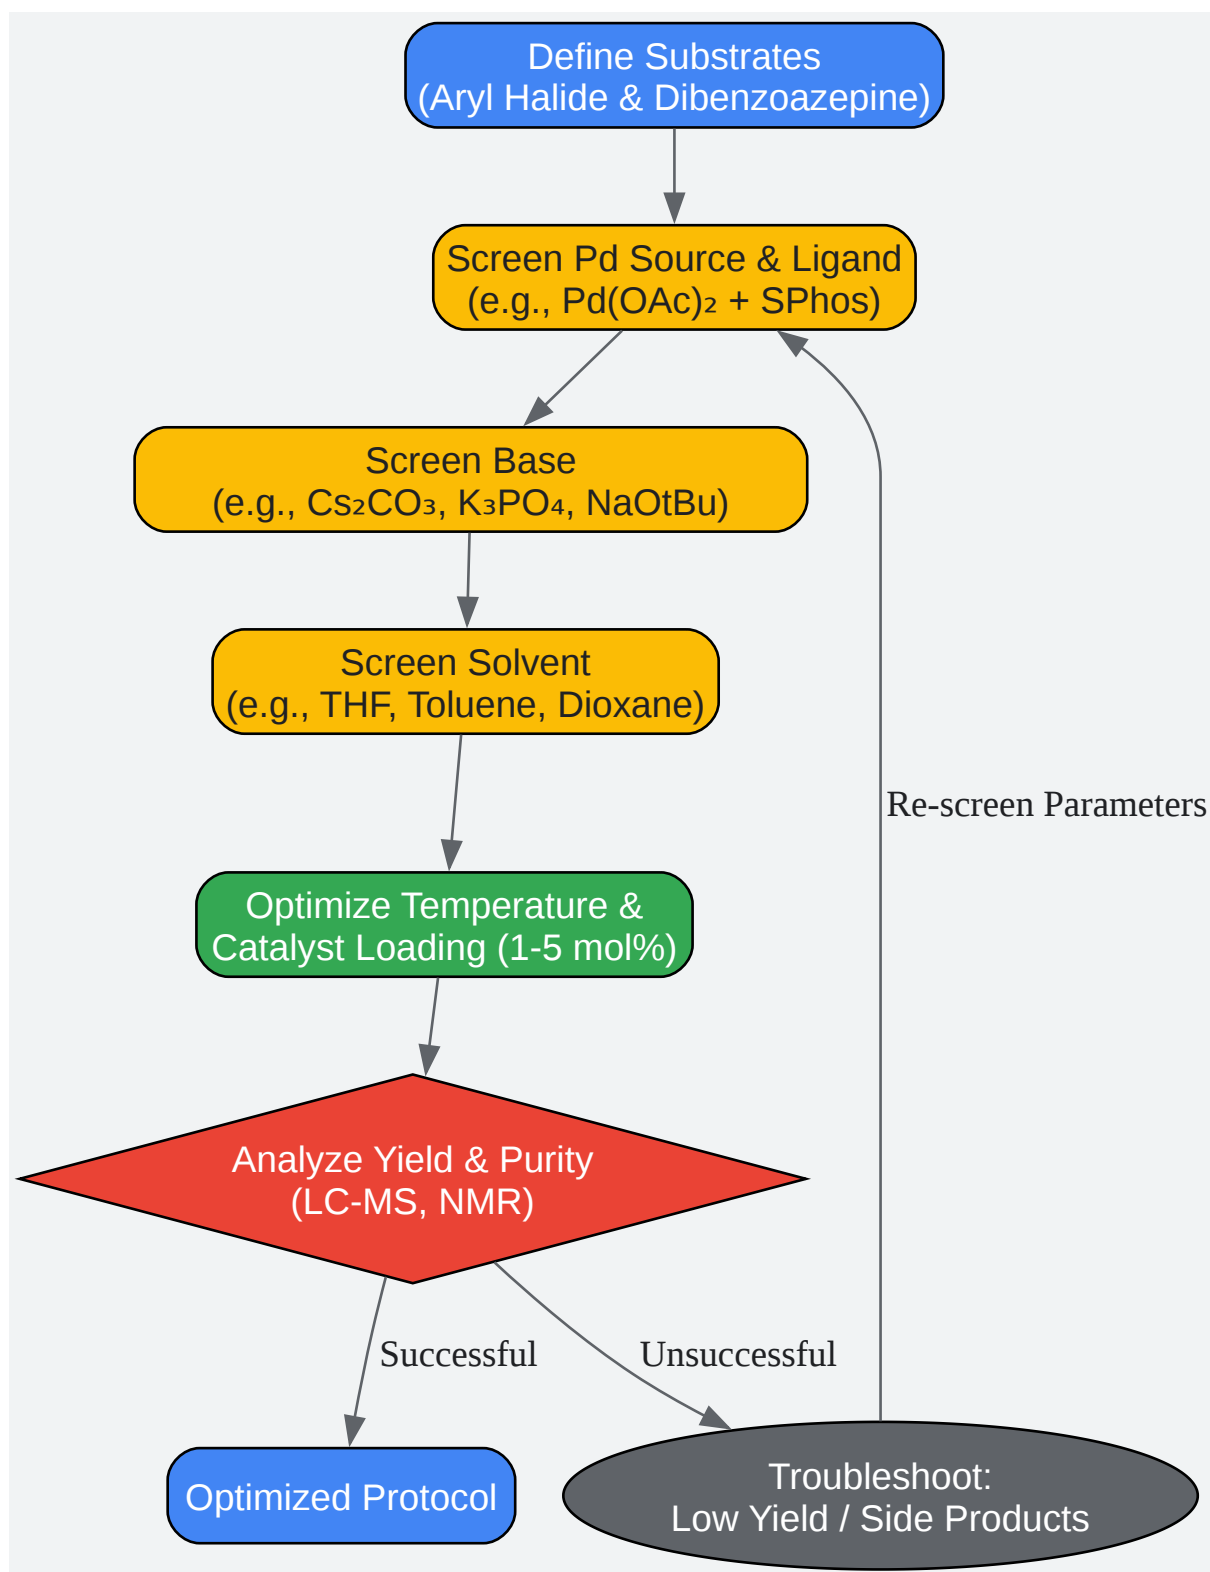 Define Substrates
(Aryl Halide & Dibenzoazepine)
Screen Pd Source & Ligand
(e.g., Pd(OAc)₂ + SPhos)
Screen Base
(e.g., Cs₂CO₃, K₃PO₄, NaOtBu)
Screen Solvent
(e.g., THF, Toluene, Dioxane)
Re-screen Parameters
Optimize Temperature &
Catalyst Loading (1-5 mol%)
Analyze Yield & Purity
(LC-MS, NMR)
Successful
Unsuccessful
Optimized Protocol
Troubleshoot:
Low Yield / Side Products